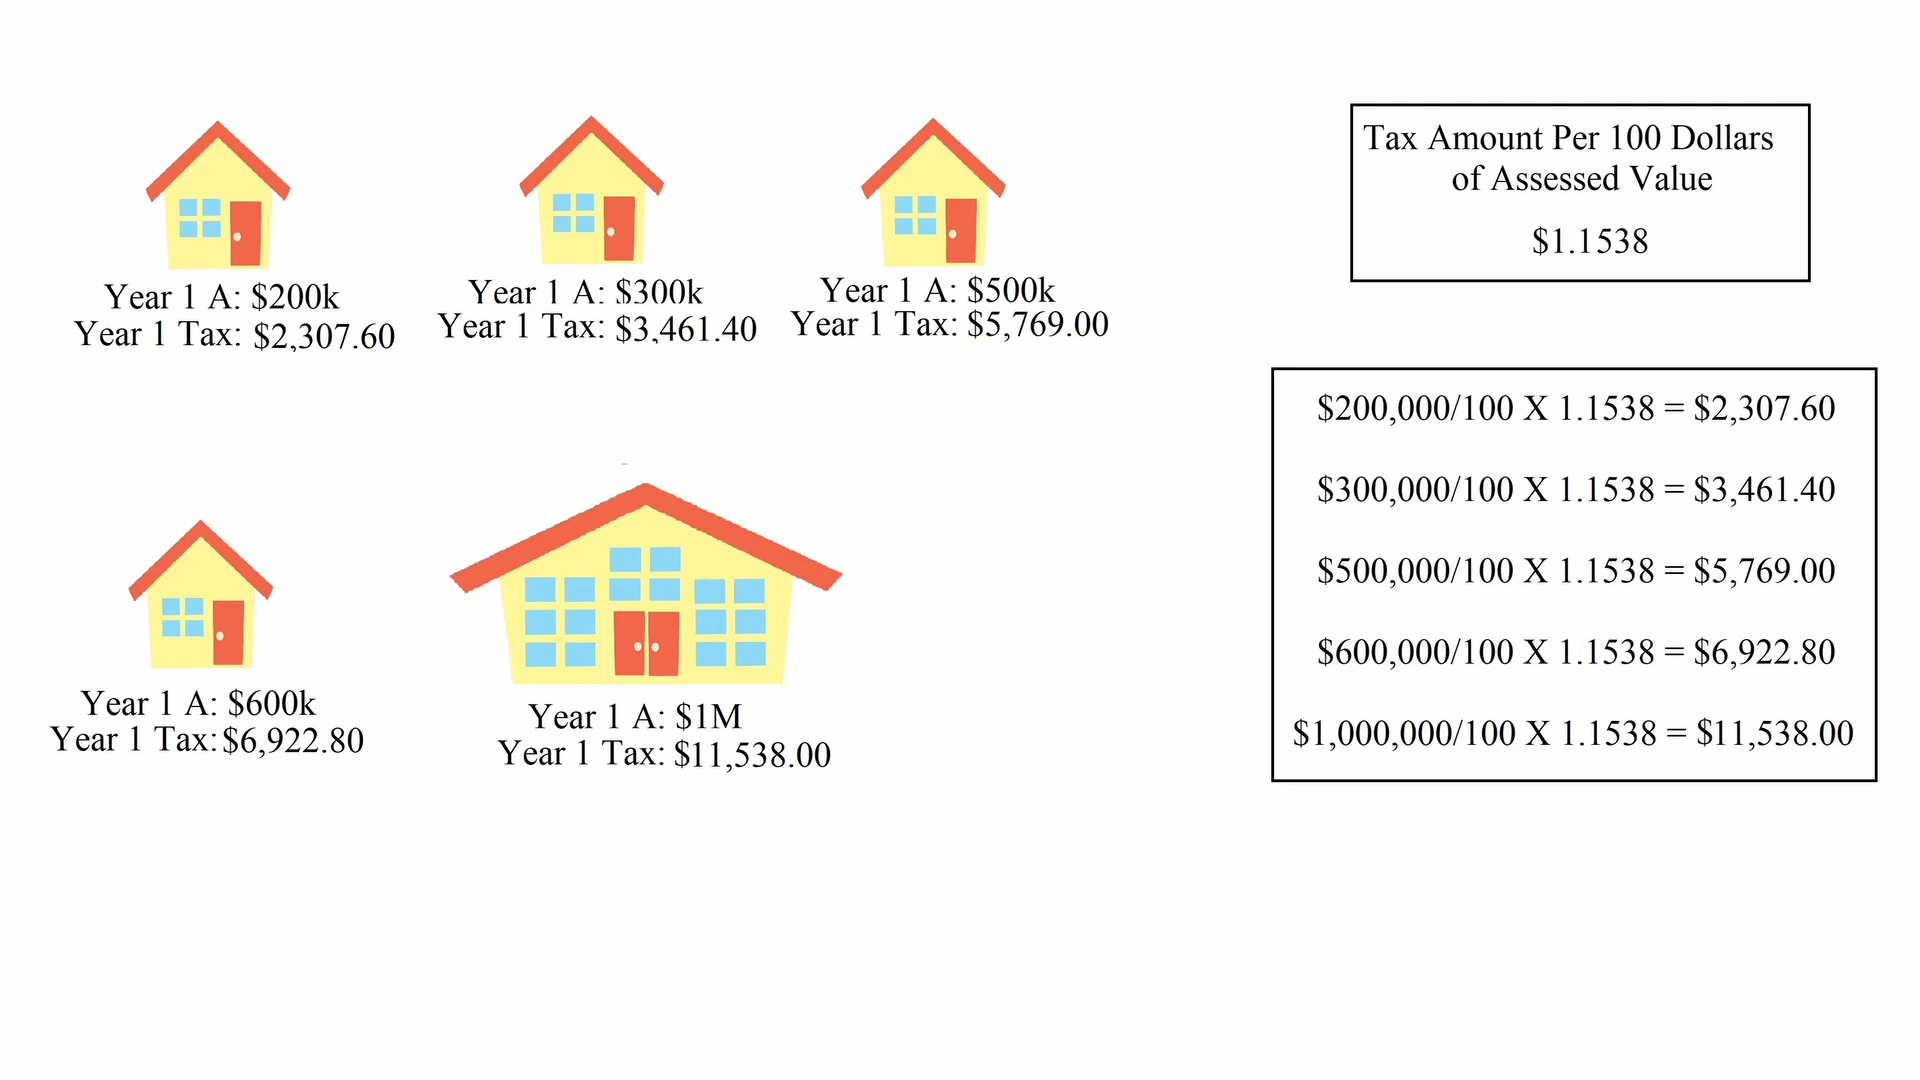 Year 1 A: $200k
Year 1 Tax: $2,307.60
Year 1 A: $300k
Year 1 Tax: $3,461.40
Year 1 A: $500k
Year 1 Tax: $5,769.00
Year 1 A: $600k
Year 1 Tax: $6,922.80
Year 1 A: $1M
Year 1 Tax: $11,538.00
Tax Amount Per 100 Dollars
of Assessed Value
$1.1538
$200,000/100 X 1.1538 = $2,307.60
$300,000/100 X 1.1538 = $3,461.40
$500,000/100 X 1.1538 = $5,769.00
$600,000/100 X 1.1538 = $6,922.80
$1,000,000/100 X 1.1538 = $11,538.00